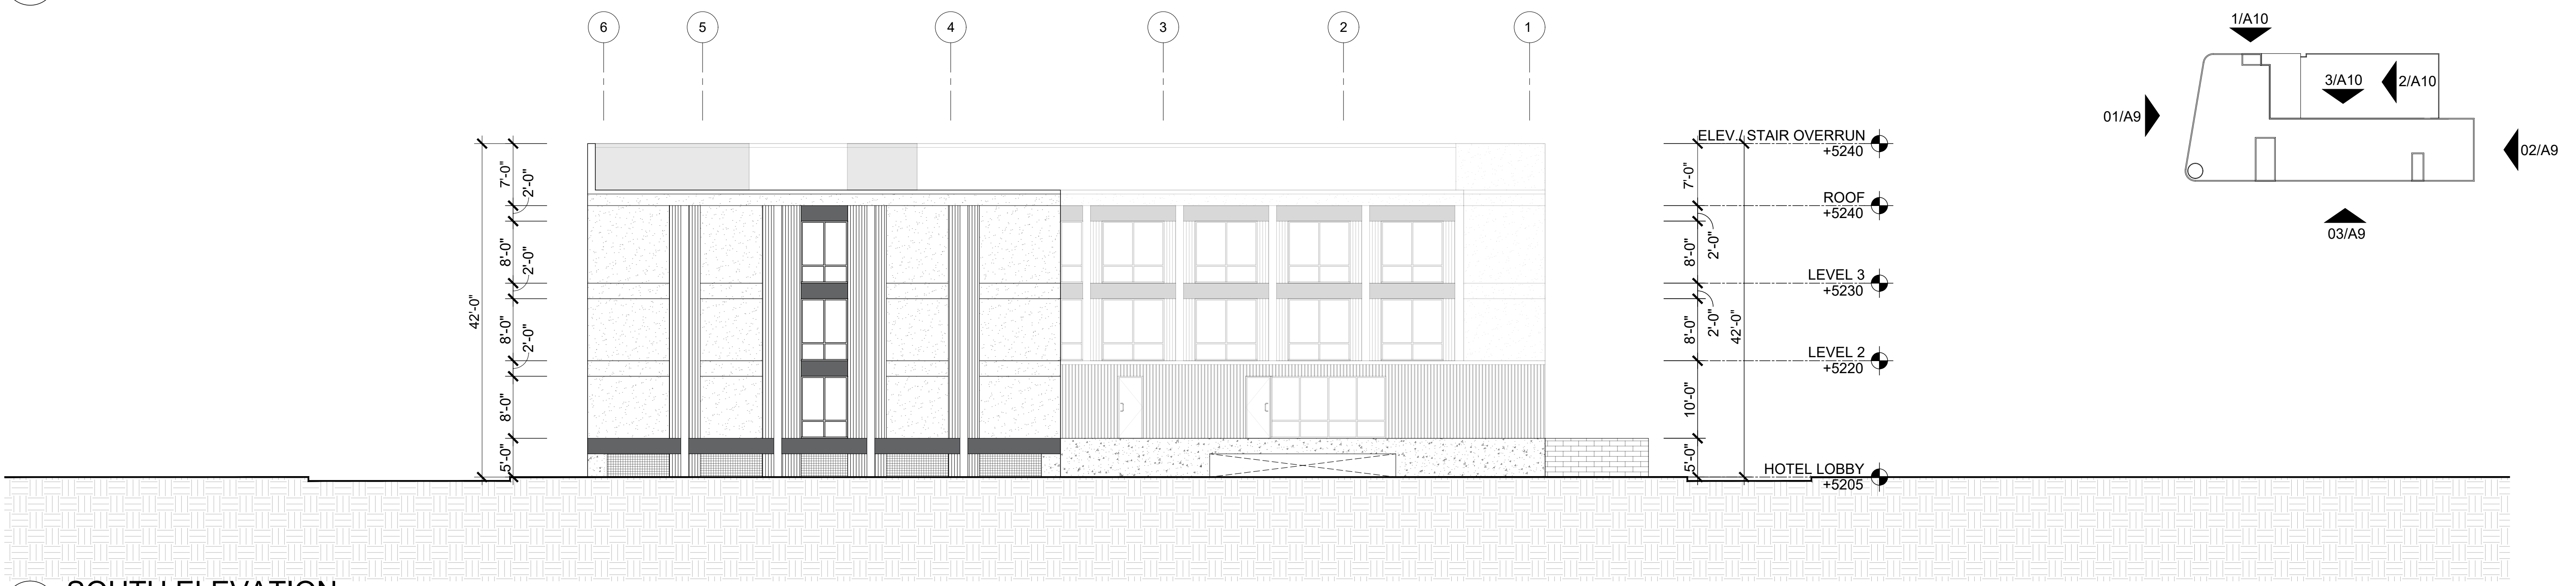 6
5
4
3
2
1
1/A10
3/A10
2/A10
01/A9
02/A9
03/A9
ELEV./ STAIR OVERRUN
+5240
ROOF
+5240
LEVEL 3
+5230
LEVEL 2
+5220
HOTEL LOBBY
+5205
42'-0"
7'-0"
2'-0"
8'-0"
2'-0"
8'-0"
2'-0"
8'-0"
5'-0"
7'-0"
2'-0"
8'-0"
2'-0"
8'-0"
42'-0"
10'-0"
5'-0"
SOUTH ELEVATION